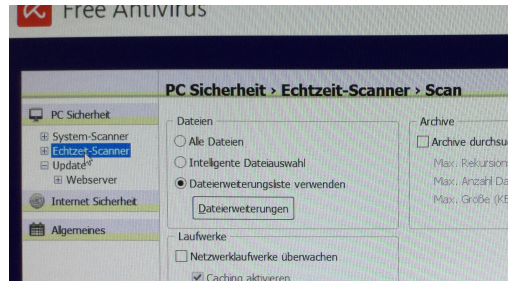 Free Antivirus
PC Sicherheit › Echtzeit-Scanner › Scan
PC Sicherheit
System-Scanner
Echtzeit-Scanner
Update
Webserver
Internet Sicherheit
Allgemeines
Dateien
Alle Dateien
Intelligente Dateiauswahl
Dateierweiterungsliste verwenden
Dateierweiterungen
Laufwerke
Netzwerklaufwerke überwachen
Caching aktivieren
Archive
Archive durchsu
Max. Rekursion
Max. Anzahl Da
Max. Größe (KB